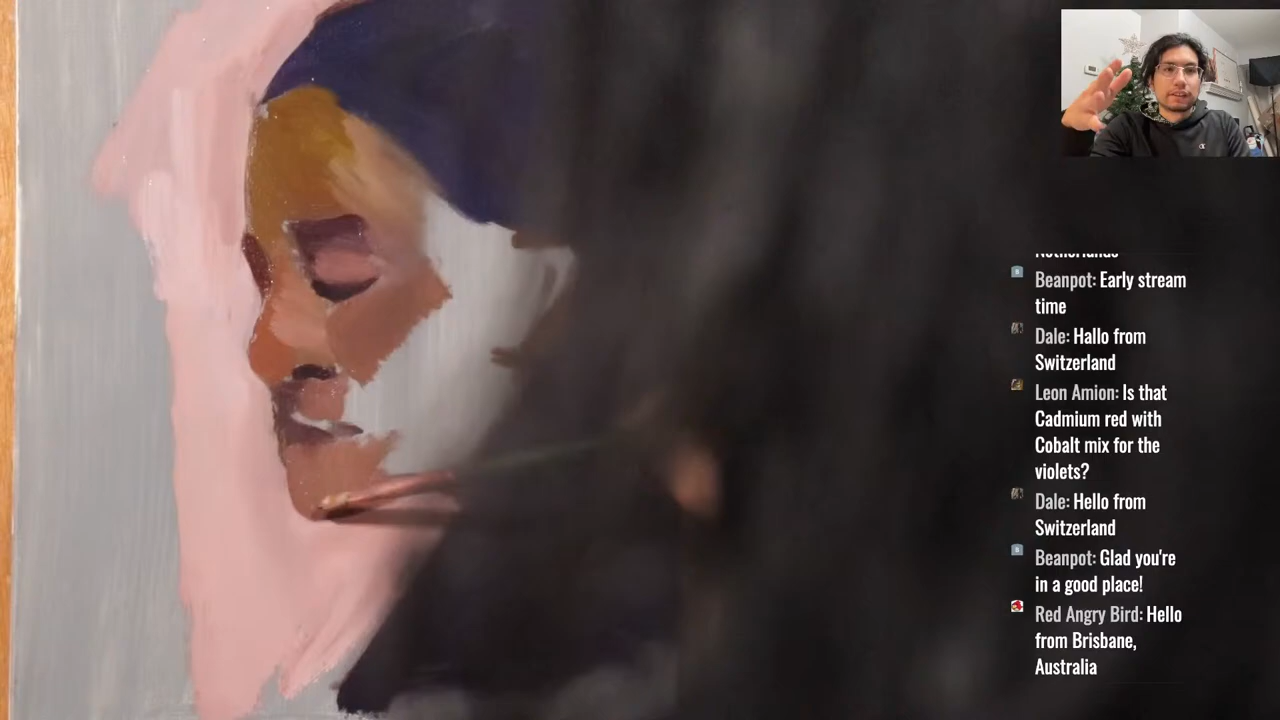 Netherlands
Beanpot: Early stream
time
Dale: Hallo from
Switzerland
Leon Amion: Is that
Cadmium red with
Cobalt mix for the
violets?
Dale: Hello from
Switzerland
Beanpot: Glad you're
in a good place!
Red Angry Bird: Hello
from Brisbane,
Australia